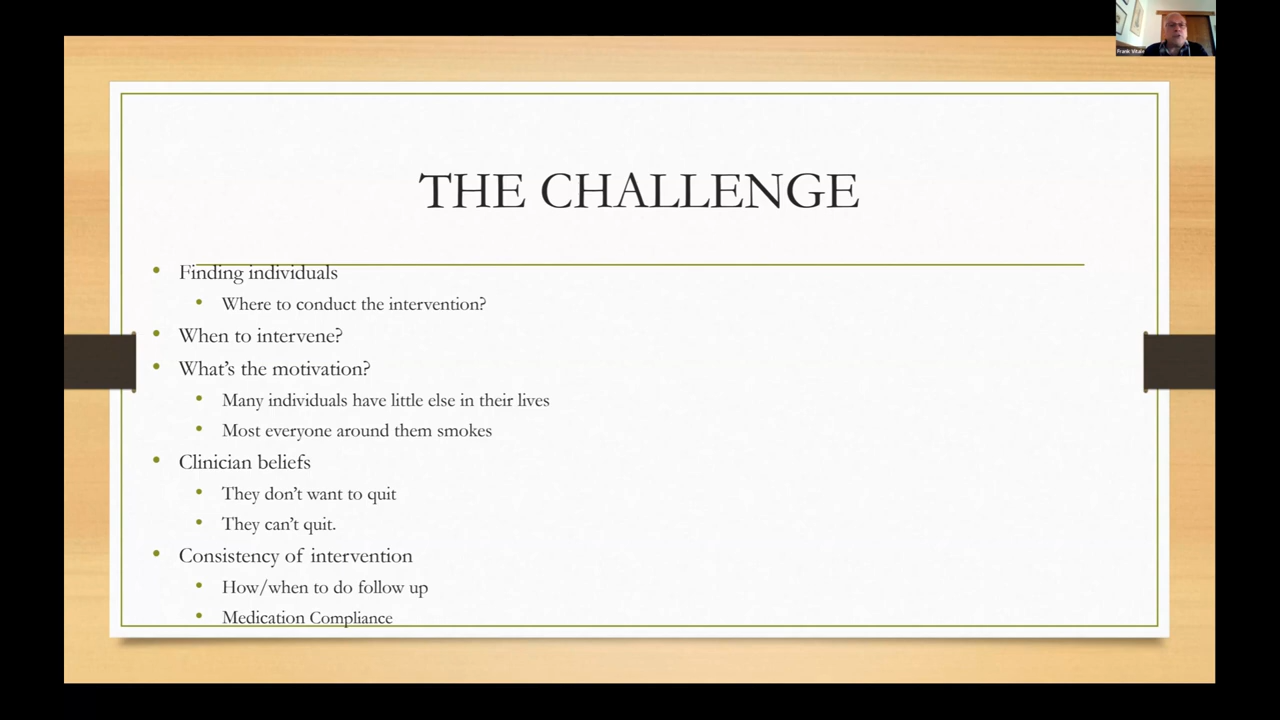 Frank Vitale
THE CHALLENGE
• Finding individuals
• Where to conduct the intervention?
• When to intervene?
• What's the motivation?
• Many individuals have little else in their lives
• Most everyone around them smokes
• Clinician beliefs
• They don't want to quit
• They can't quit.
• Consistency of intervention
• How/when to do follow up
• Medication Compliance